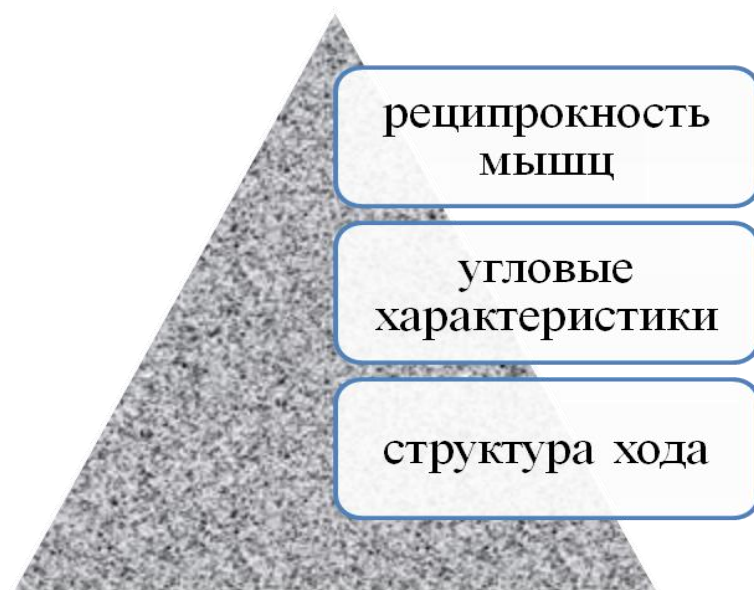 реципрокность
мышц
угловые
характеристики
структура хода